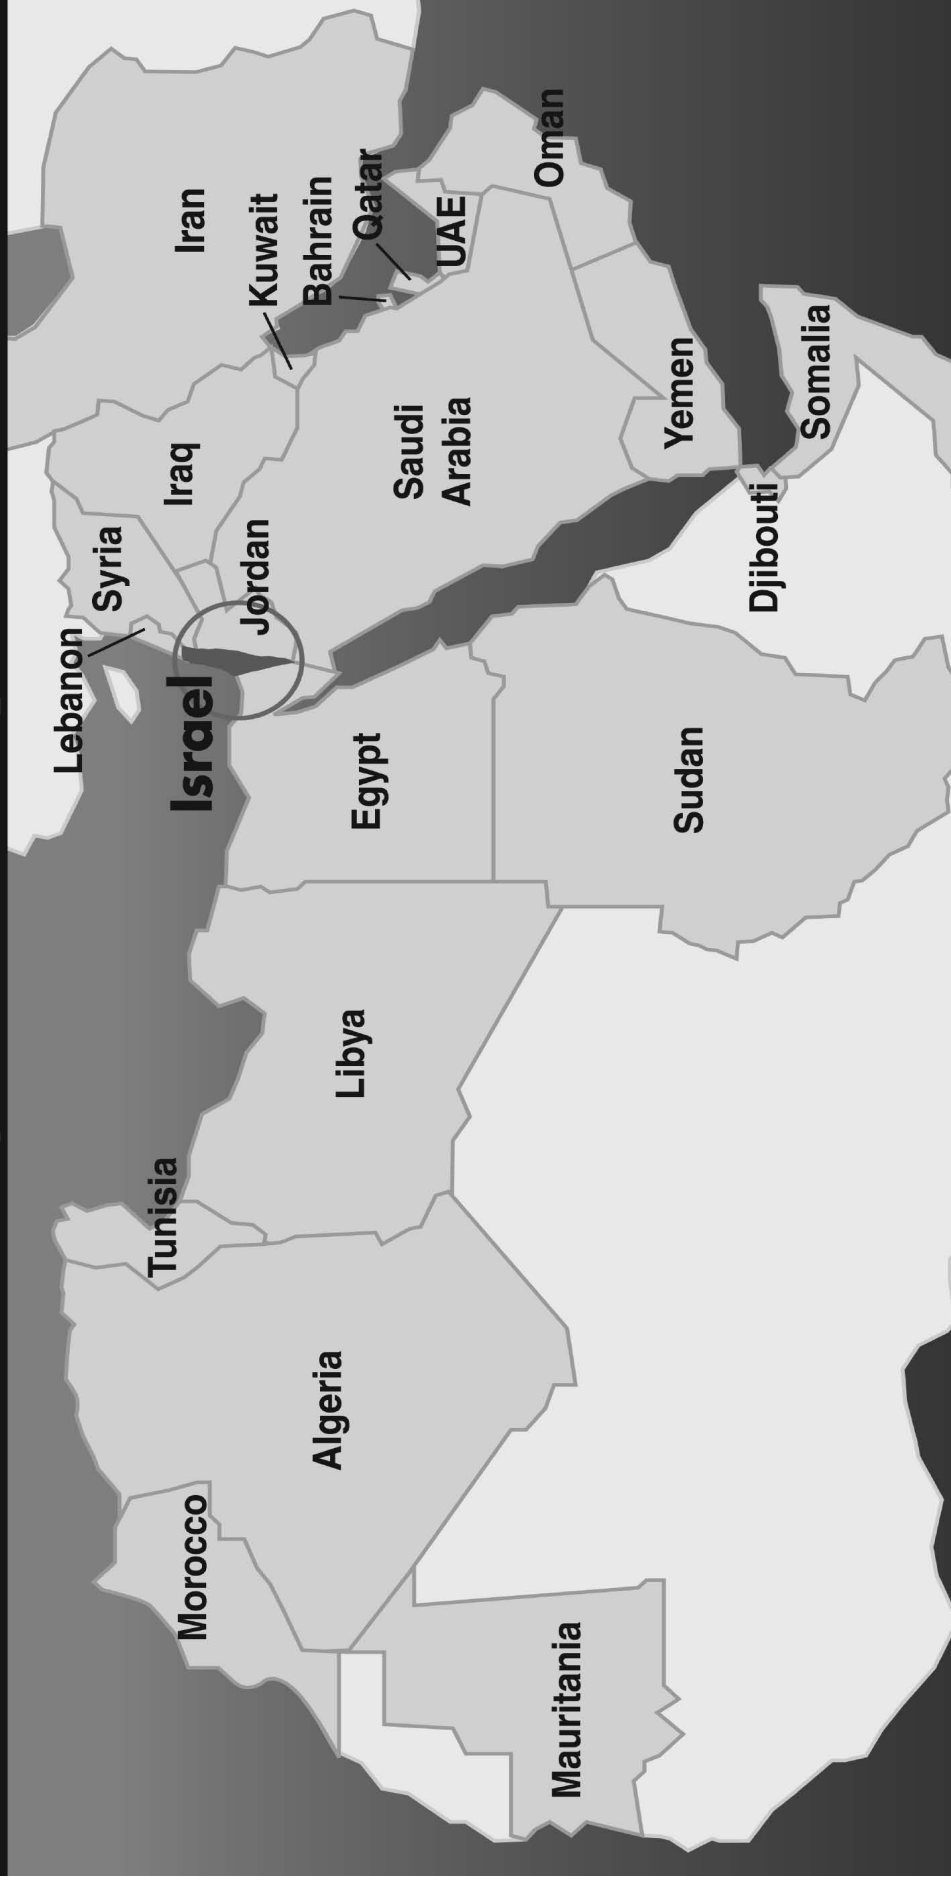 Lebanon
Syria
Iraq
Iran
Kuwait
Bahrain
Qatar
UAE
Oman
Israel
Jordan
Saudi
Arabia
Yemen
Somalia
Djibouti
Egypt
Sudan
Libya
Tunisia
Algeria
Morocco
Mauritania